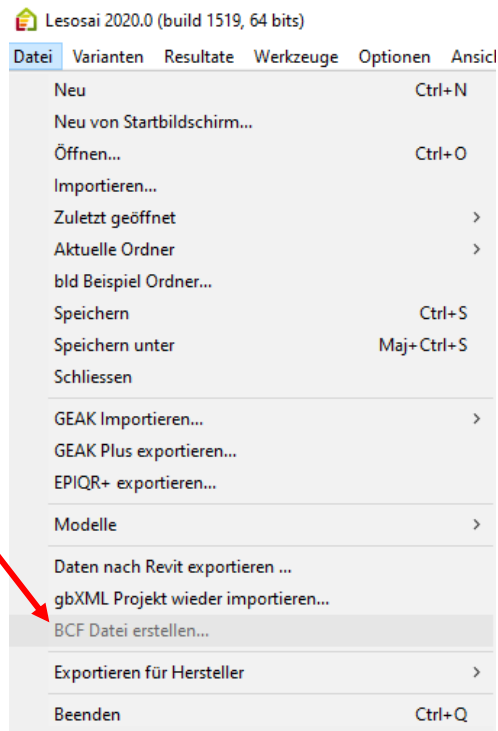 Lesosai 2020.0 (build 1519, 64 bits)
Datei Varianten Resultate Werkzeuge Optionen Ansicl
Neu Ctrl+N
Neu von Startbildschirm...
Öffnen... Ctrl+O
Importieren...
Zuletzt geöffnet >
Aktuelle Ordner >
bld Beispiel Ordner...
Speichern Ctrl+S
Speichern unter Maj+Ctrl+S
Schliessen
GEAK Importieren... >
GEAK Plus exportieren...
EPIQR+ exportieren...
Modelle >
Daten nach Revit exportieren ...
gbXML Projekt wieder importieren...
BCF Datei erstellen...
Exportieren für Hersteller >
Beenden Ctrl+Q